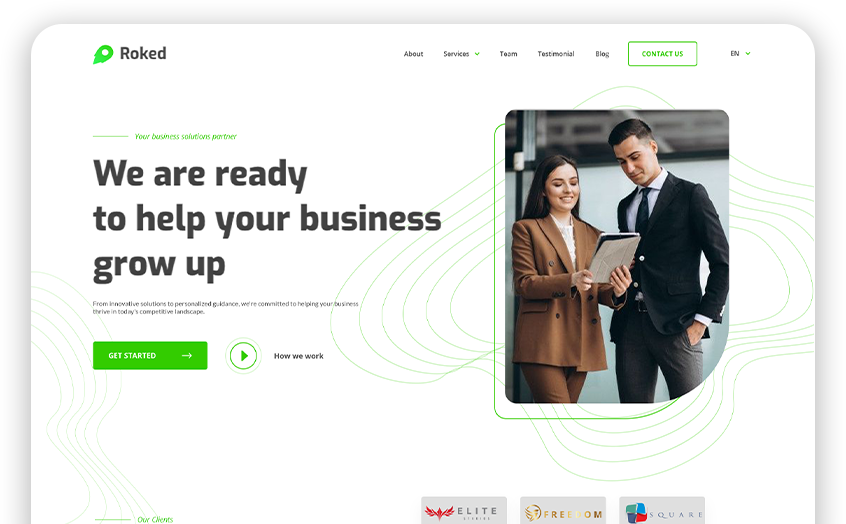 Roked
About Services Team Testimonial Blog CONTACT US EN
Your business solutions partner
We are ready
to help your business
grow up
From innovative solutions to personalized guidance, we're committed to helping your business
thrive in today's competitive landscape.
GET STARTED
How we work
Our Clients
ELITE
STUDIOS
FREEDOM
SQUARE